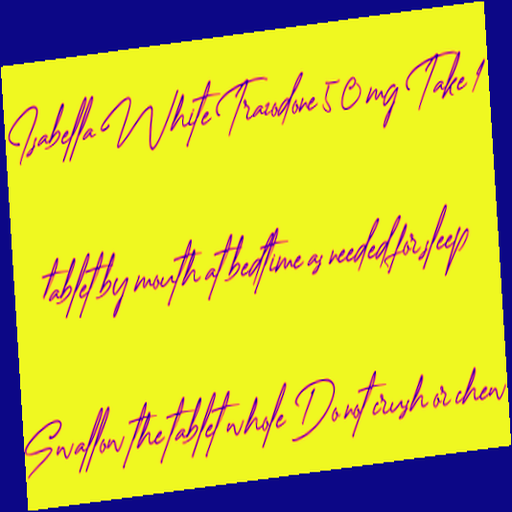 Isabella White Trazodone 50 mg Take 1
tablet by mouth at bedtime as needed for sleep
Swallow the tablet whole Do not crush or chew